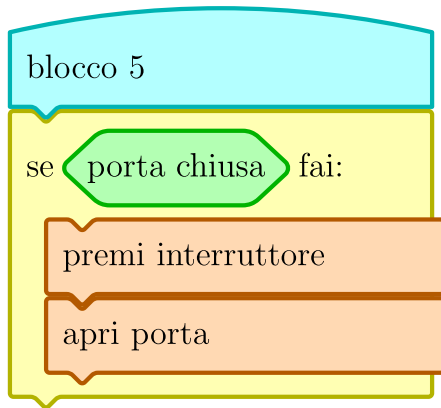 blocco 5
se porta chiusa fai:
premi interruttore
apri porta